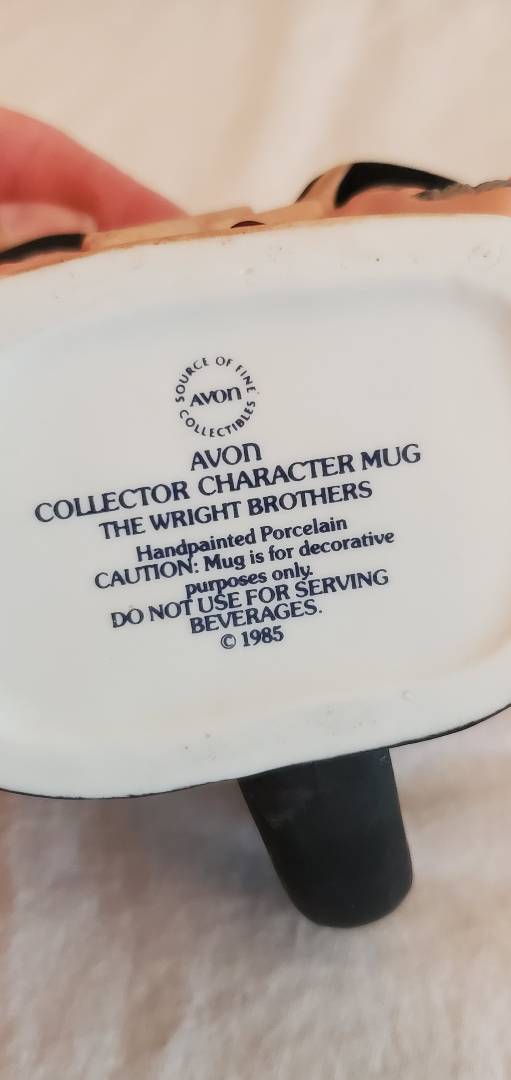 SOURCE OF FINE
AVON
COLLECTIBLES
AVON
COLLECTOR CHARACTER MUG
THE WRIGHT BROTHERS
Handpainted Porcelain
CAUTION: Mug is for decorative
purposes only.
DO NOT USE FOR SERVING
BEVERAGES.
© 1985